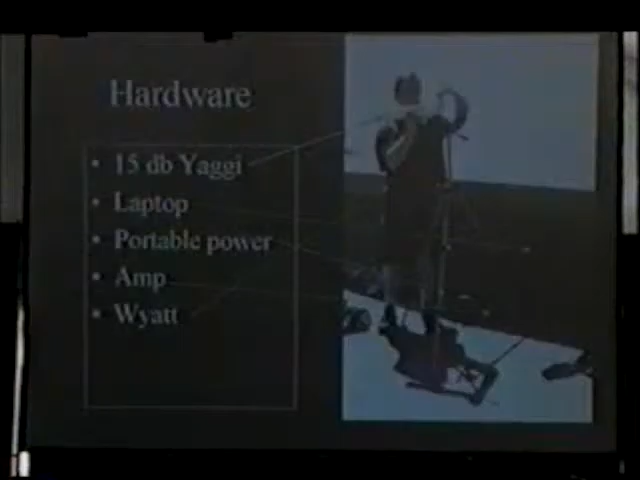 Hardware
• 15 db Yaggi
• Laptop
• Portable power
• Amp
• Wyatt